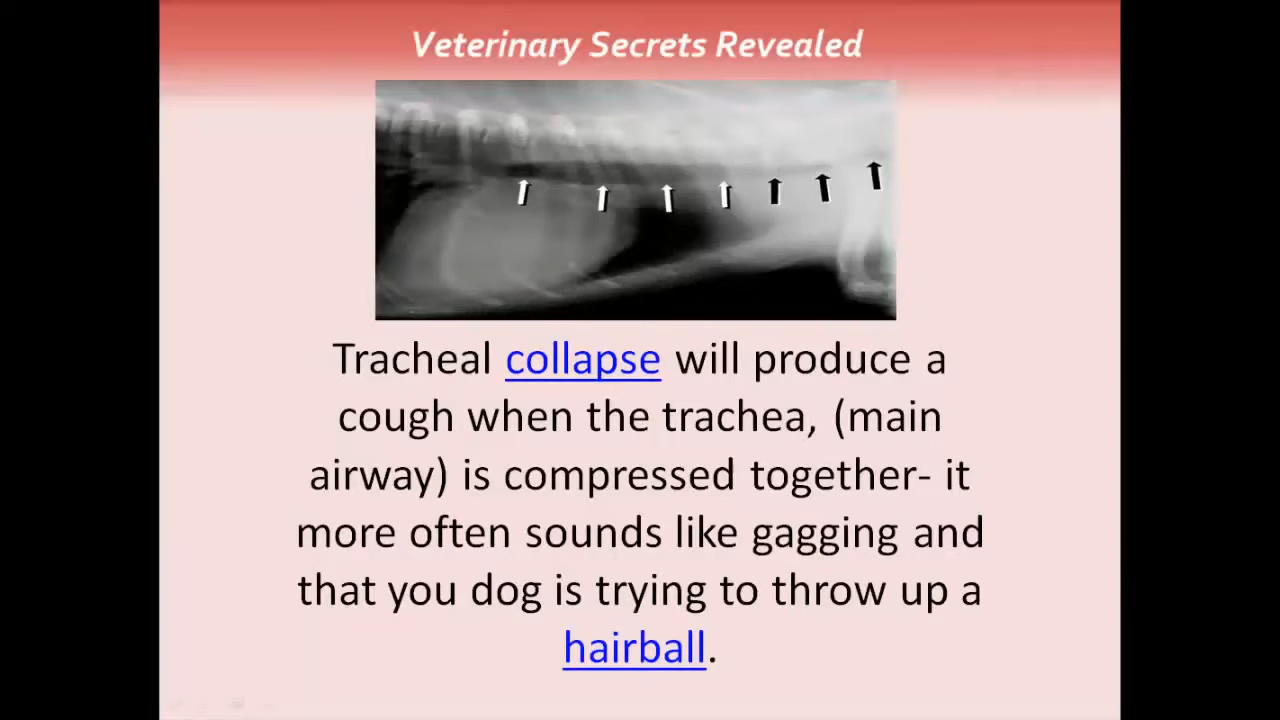 Veterinary Secrets Revealed
Tracheal collapse will produce a
cough when the trachea, (main
airway) is compressed together- it
more often sounds like gagging and
that you dog is trying to throw up a
hairball.